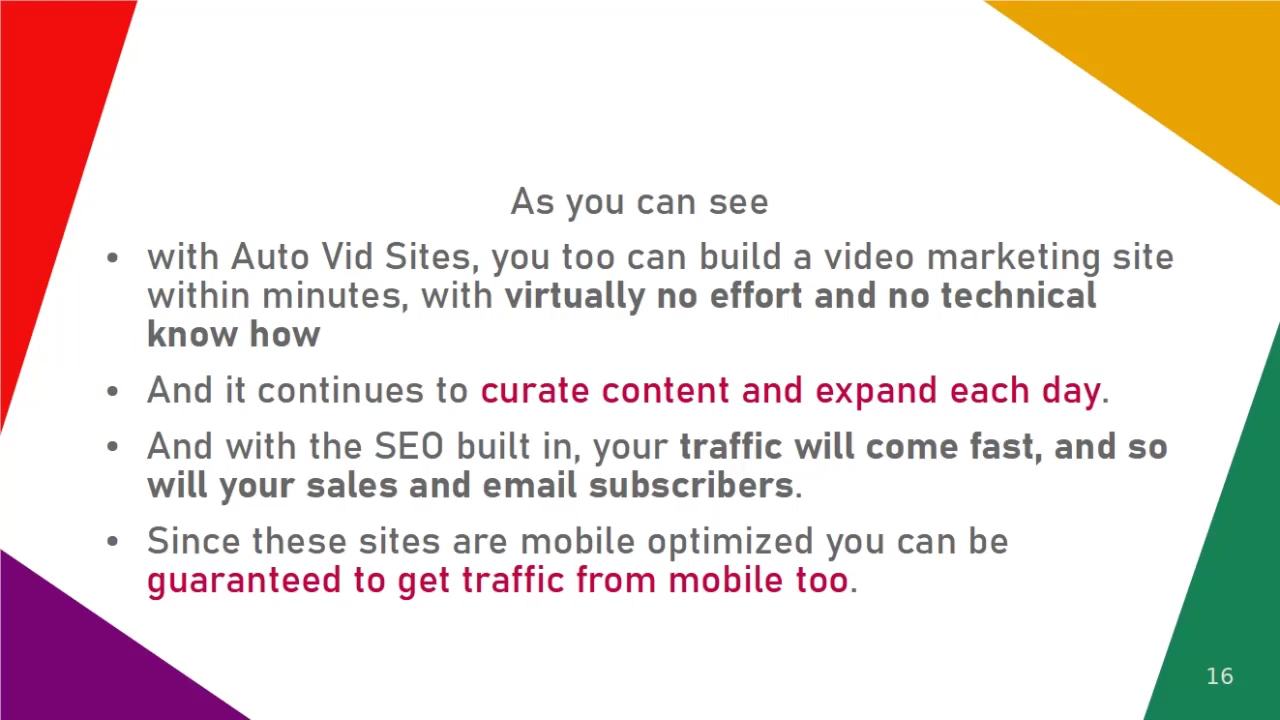 As you can see
• with Auto Vid Sites, you too can build a video marketing site
within minutes, with virtually no effort and no technical
know how
• And it continues to curate content and expand each day.
• And with the SEO built in, your traffic will come fast, and so
will your sales and email subscribers.
• Since these sites are mobile optimized you can be
guaranteed to get traffic from mobile too.
16